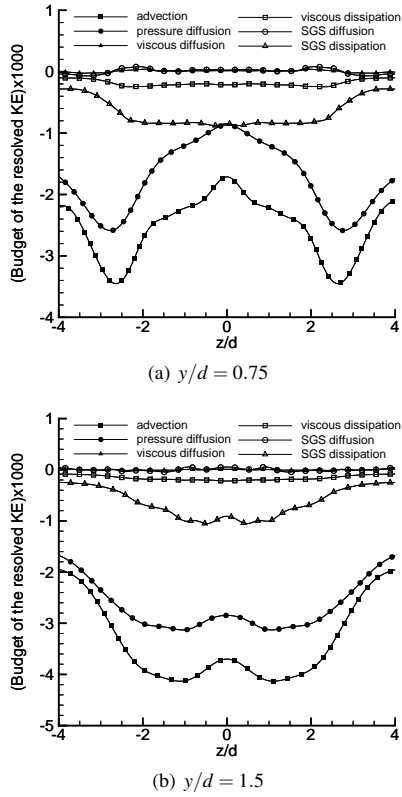 (Budget of the resolved KE)x1000
1
0
-1
-2
-3
-4
advection
pressure diffusion
viscous diffusion
viscous dissipation
SGS diffusion
SGS dissipation
-4 -2 0 2 4
z/d
(a) y/d = 0.75
(Budget of the resolved KE)x1000
1
0
-1
-2
-3
-4
-5
advection
pressure diffusion
viscous diffusion
viscous dissipation
SGS diffusion
SGS dissipation
-4 -2 0 2 4
z/d
(b) y/d = 1.5